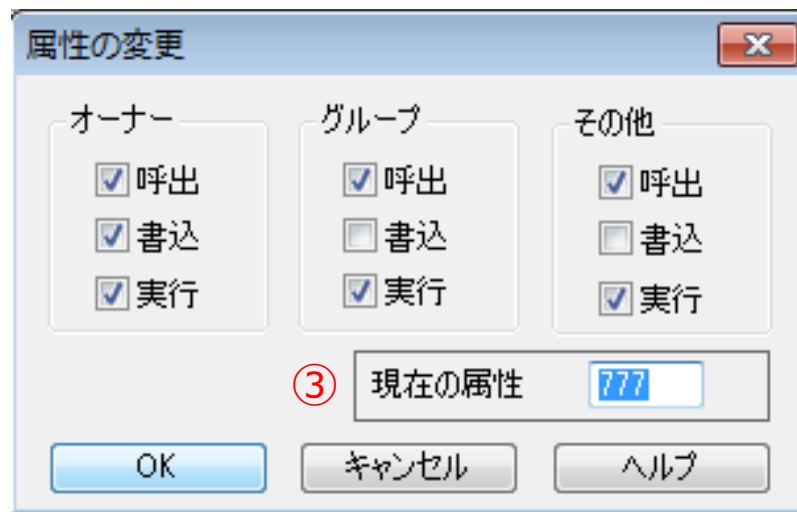 属性の変更
オーナー
呼出
書込
実行
グループ
呼出
書込
実行
その他
呼出
書込
実行
③ 現在の属性 777
OK キャンセル ヘルプ